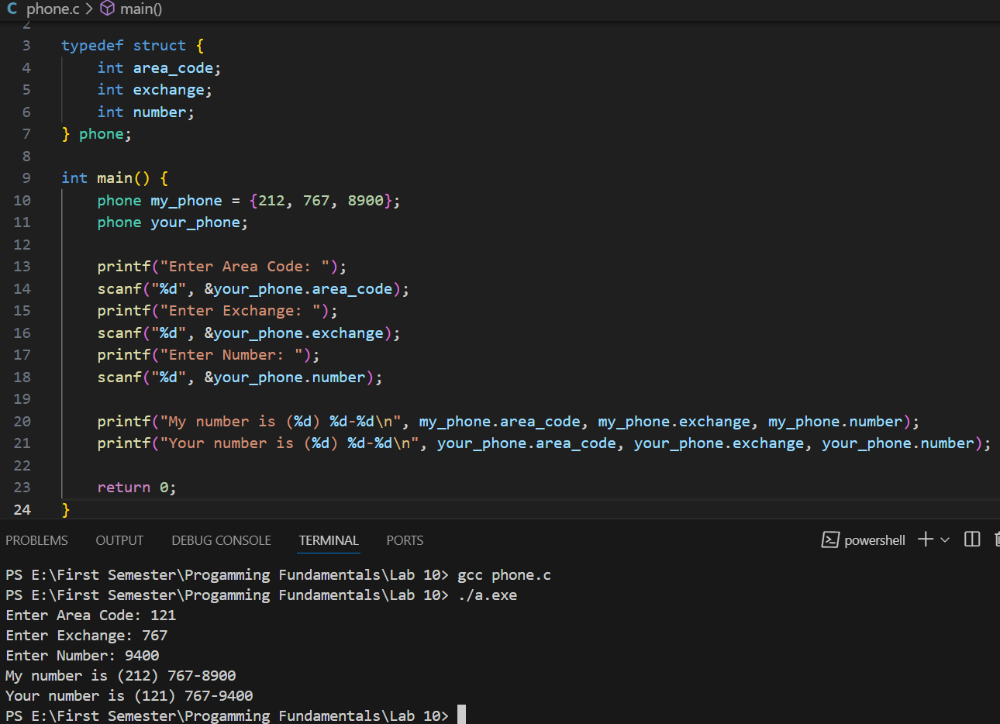 C phone.c > main()
2
3 typedef struct {
4     int area_code;
5     int exchange;
6     int number;
7 } phone;
8
9 int main() {
10     phone my_phone = {212, 767, 8900};
11     phone your_phone;
12
13     printf("Enter Area Code: ");
14     scanf("%d", &your_phone.area_code);
15     printf("Enter Exchange: ");
16     scanf("%d", &your_phone.exchange);
17     printf("Enter Number: ");
18     scanf("%d", &your_phone.number);
19
20     printf("My number is (%d) %d-%d\n", my_phone.area_code, my_phone.exchange, my_phone.number);
21     printf("Your number is (%d) %d-%d\n", your_phone.area_code, your_phone.exchange, your_phone.number);
22
23     return 0;
24 }
PROBLEMS OUTPUT DEBUG CONSOLE TERMINAL PORTS powershell
PS E:\First Semester\Progamming Fundamentals\Lab 10> gcc phone.c
PS E:\First Semester\Progamming Fundamentals\Lab 10> ./a.exe
Enter Area Code: 121
Enter Exchange: 767
Enter Number: 9400
My number is (212) 767-8900
Your number is (121) 767-9400
PS E:\First Semester\Progamming Fundamentals\Lab 10>